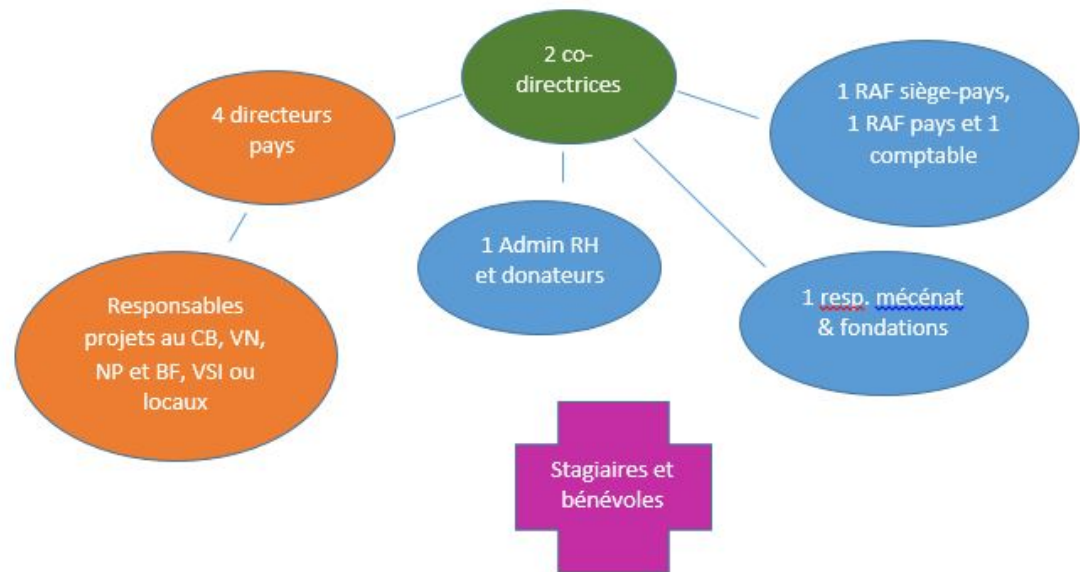 2 co-
directrices
4 directeurs
pays
1 RAF siège-pays,
1 RAF pays et 1
comptable
1 Admin RH
et donateurs
1 resp. mécénat
& fondations
Responsables
projets au CB, VN,
NP et BF, VSI ou
locaux
Stagiaires et
bénévoles